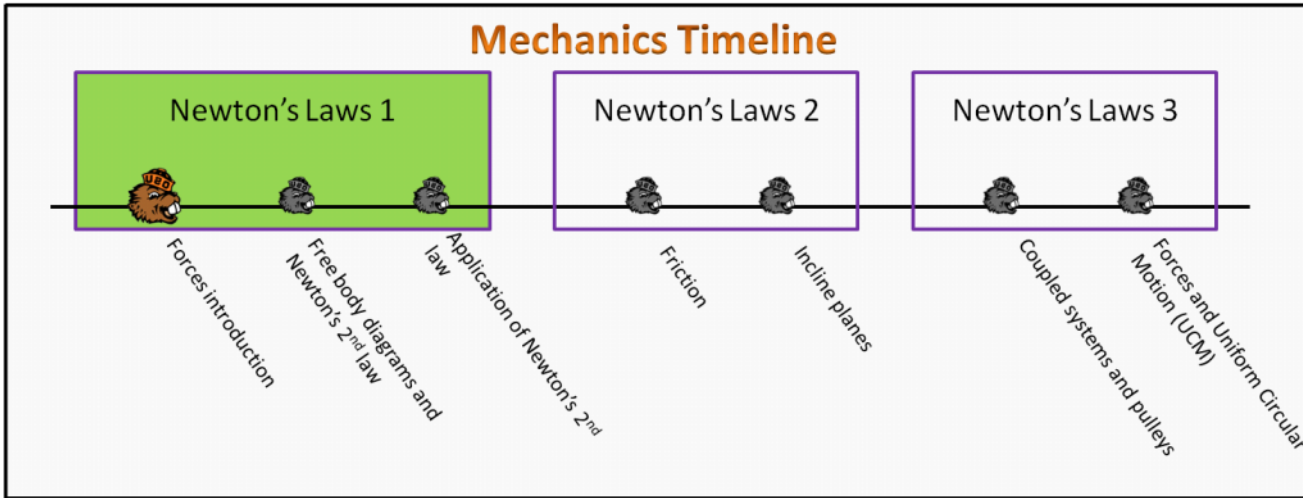 Mechanics Timeline
Newton's Laws 1
Newton's Laws 2
Newton's Laws 3
Forces introduction
Free body diagrams and
Newton's 2nd law
Application of Newton's 2nd
law
Friction
Incline planes
Coupled systems and pulleys
Forces and Uniform Circular
Motion (UCM)